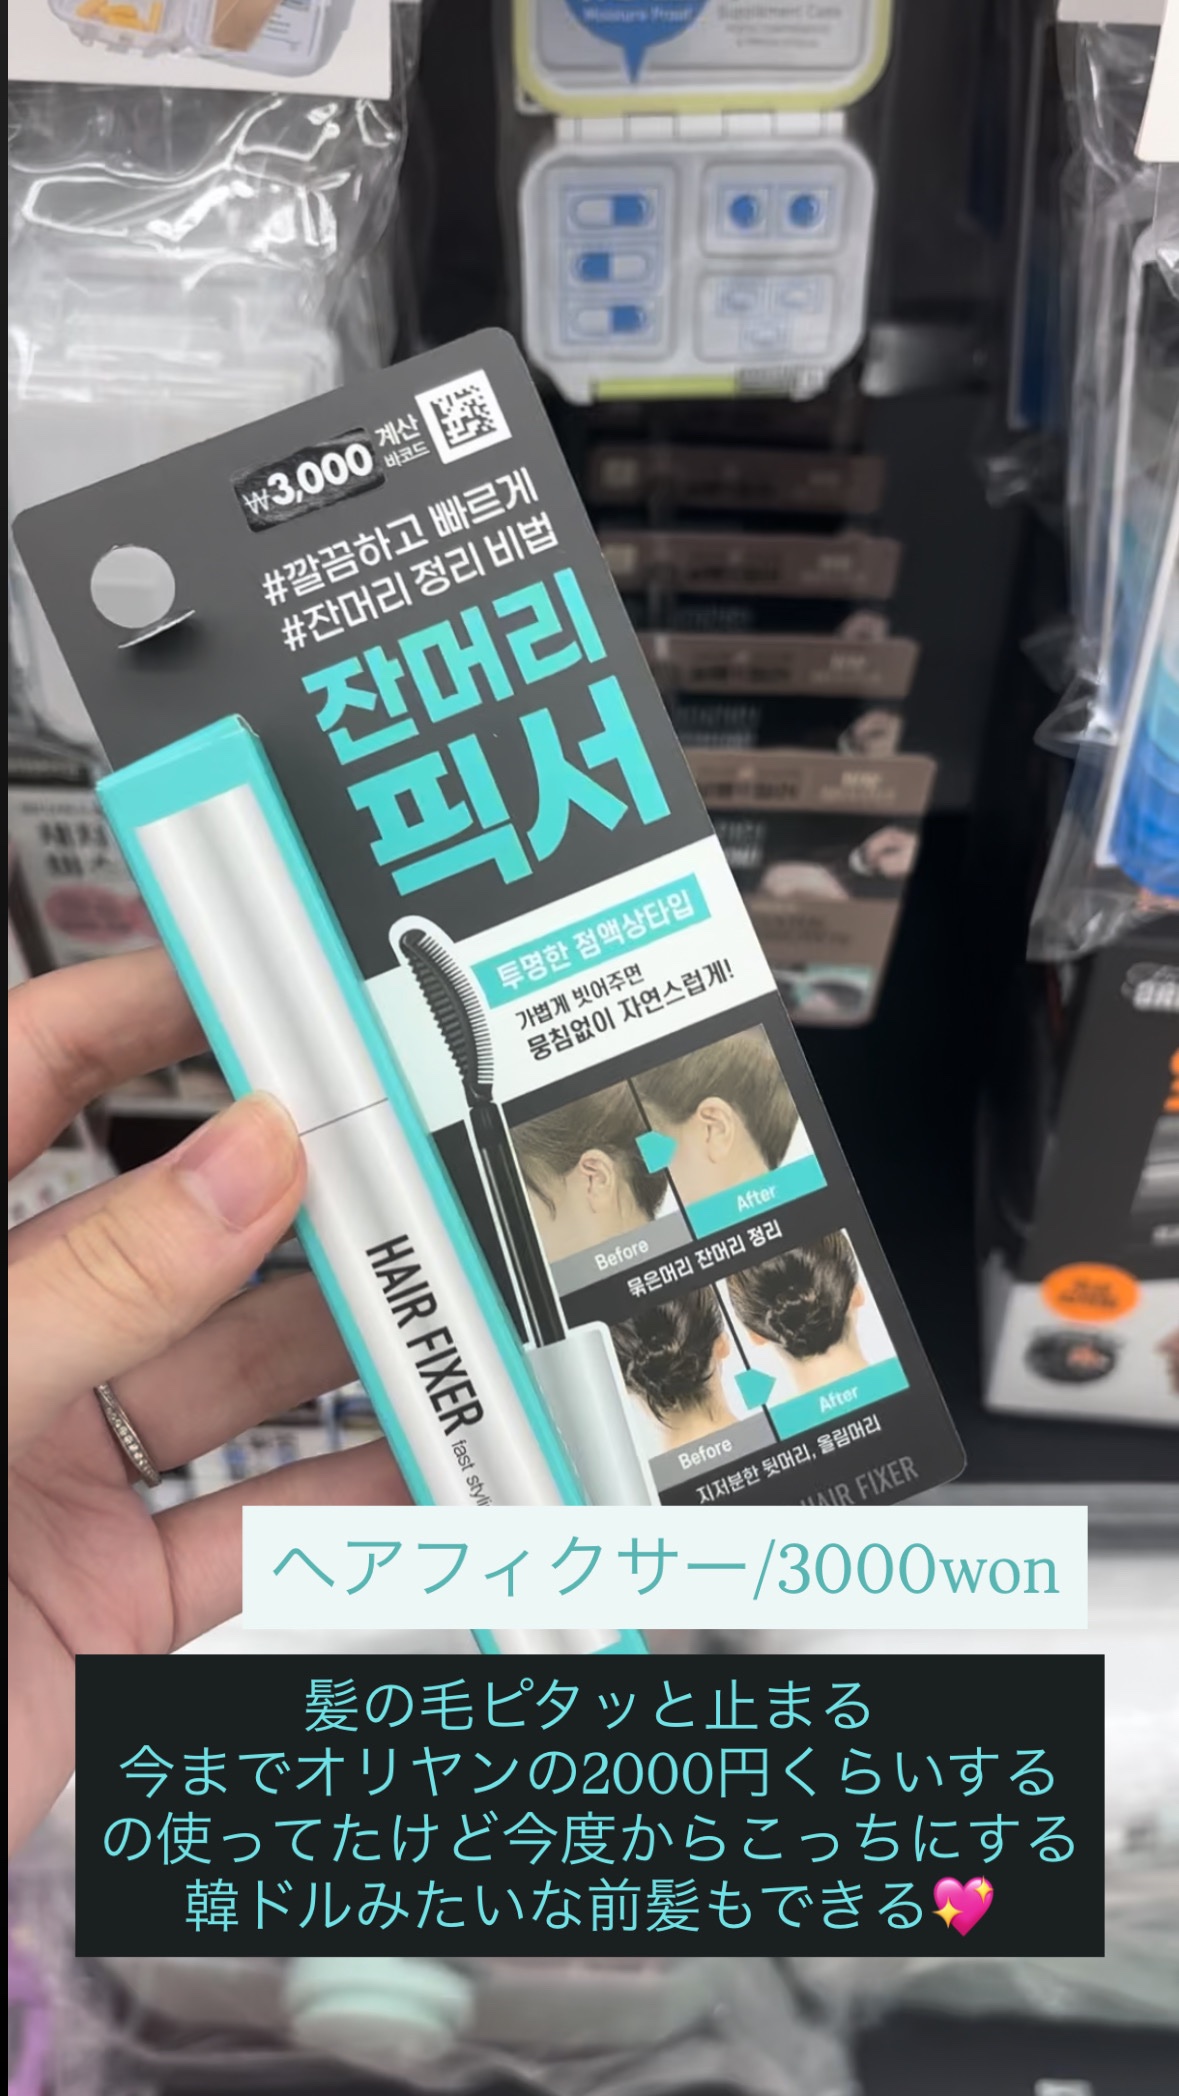 Moisture Proof
Supplement Case
₩3,000
계산
바코드
#깔끔하고 빠르게
#잔머리 정리 비법
잔머리
픽서
투명한 점액상타입
가볍게 빗어주면
뭉침없이 자연스럽게!
Before
After
묶은머리 잔머리 정리
Before
After
지저분한 뒷머리, 올림머리
HAIR FIXER
HAIR FIXER
fast
ヘアフィクサー/3000won
髪の毛ピタッと止まる
今までオリヤンの2000円くらいする
の使ってたけど今度からこっちにする
韓ドルみたいな前髪もできる💖